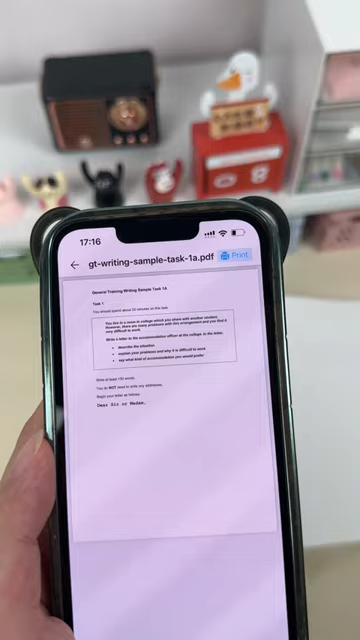 17:16
gt-writing-sample-task-1a.pdf
Print
General Training Writing Sample Task 1A
Task 1
You should spend about 20 minutes on this task.
You live in a room in college which you share with another student.
However, there are many problems with this arrangement and you find it
very difficult to work.
Write a letter to the accommodation officer at the college. In the letter,
• describe the situation
• explain your problems and why it is difficult to work
• say what kind of accommodation you would prefer
Write at least 150 words.
You do NOT need to write any addresses.
Begin your letter as follows:
Dear Sir or Madam,